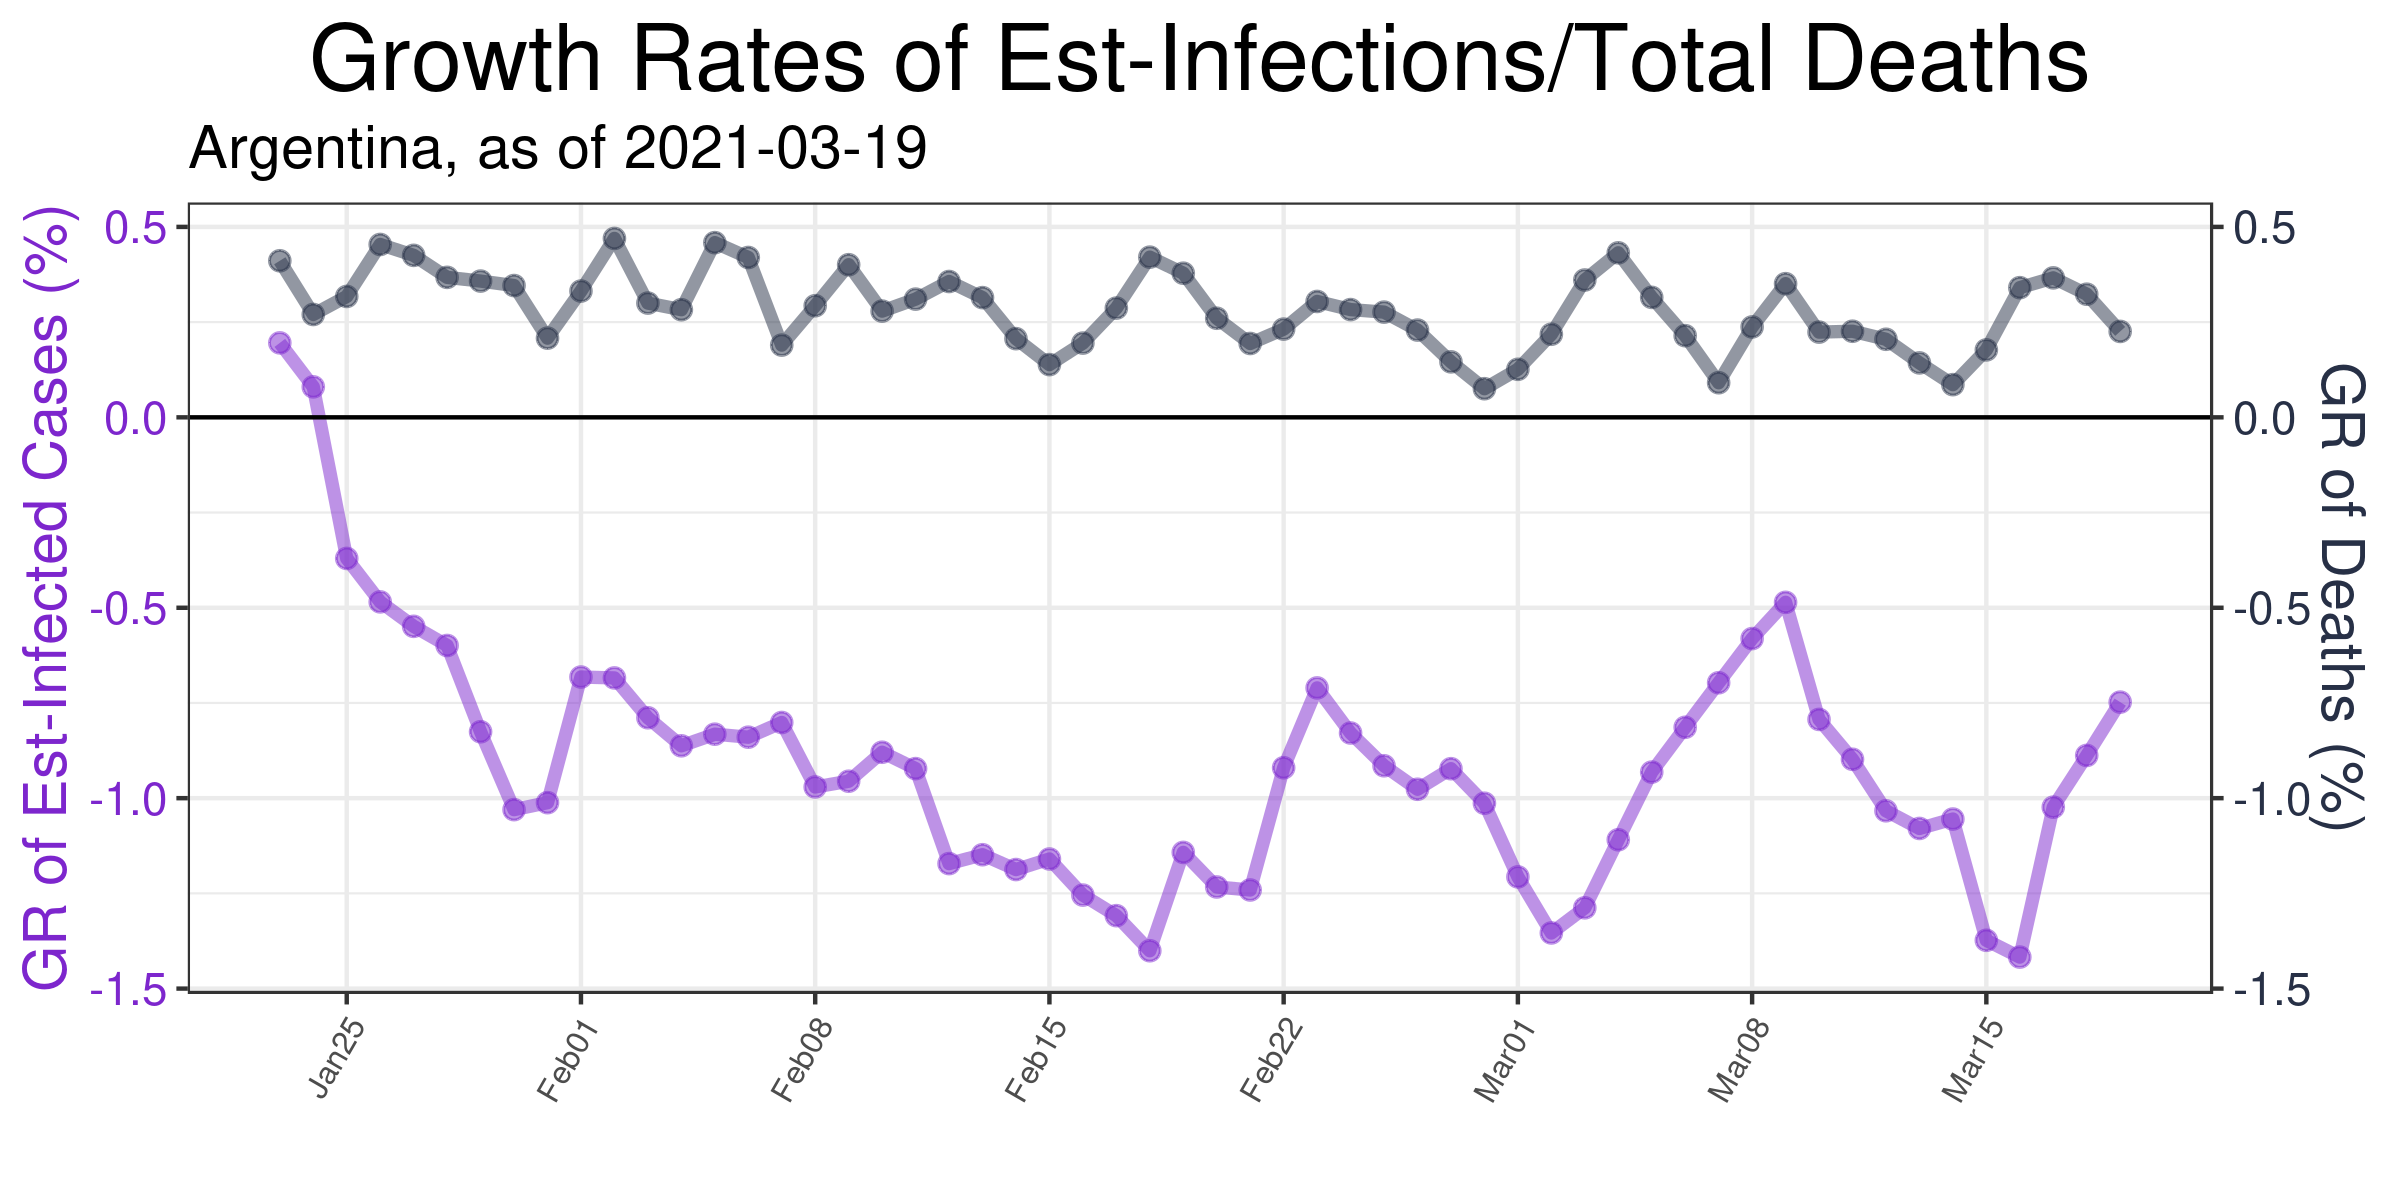 Growth Rates of Est-Infections/Total Deaths
Argentina, as of 2021-03-19
GR of Est-Infected Cases (%)
0.5
0.0
-0.5
-1.0
-1.5
0.5
0.0
-0.5
-1.0
-1.5
GR of Deaths (%)
Jan25
Feb01
Feb08
Feb15
Feb22
Mar01
Mar08
Mar15